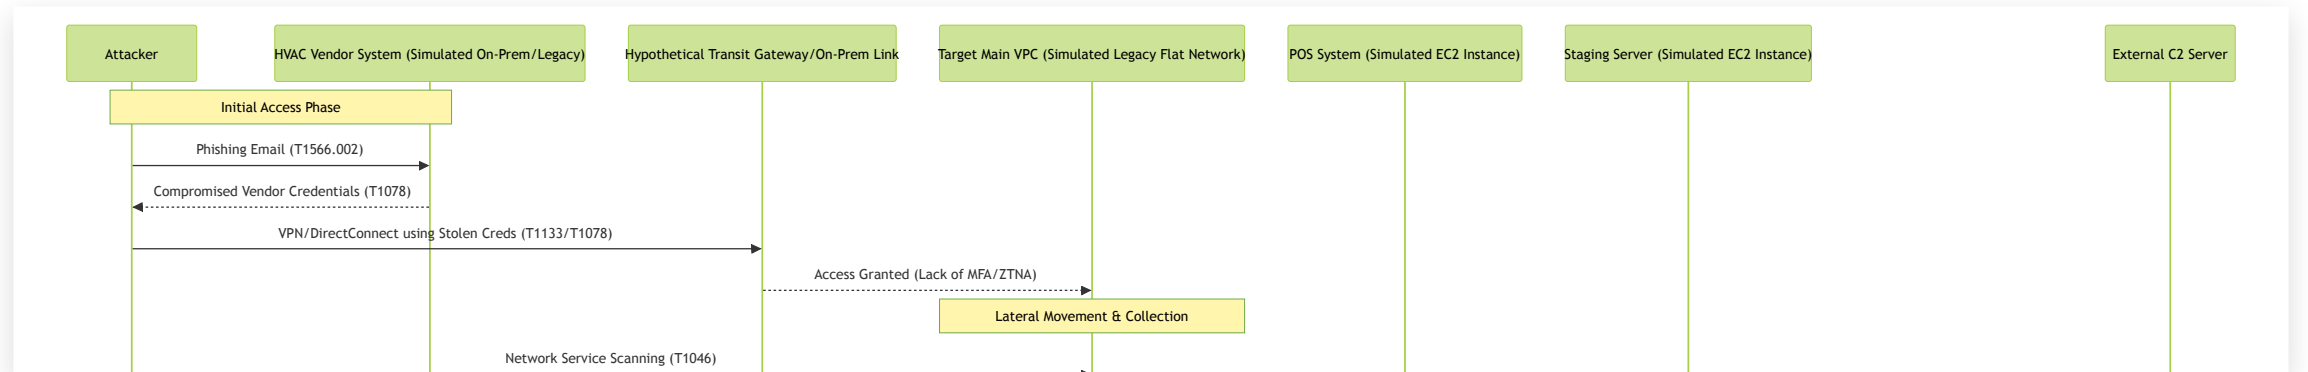 Attacker
HVAC Vendor System (Simulated On-Prem/Legacy)
Hypothetical Transit Gateway/On-Prem Link
Target Main VPC (Simulated Legacy Flat Network)
POS System (Simulated EC2 Instance)
Staging Server (Simulated EC2 Instance)
External C2 Server
Initial Access Phase
Phishing Email (T1566.002)
Compromised Vendor Credentials (T1078)
VPN/DirectConnect using Stolen Creds (T1133/T1078)
Access Granted (Lack of MFA/ZTNA)
Lateral Movement & Collection
Network Service Scanning (T1046)